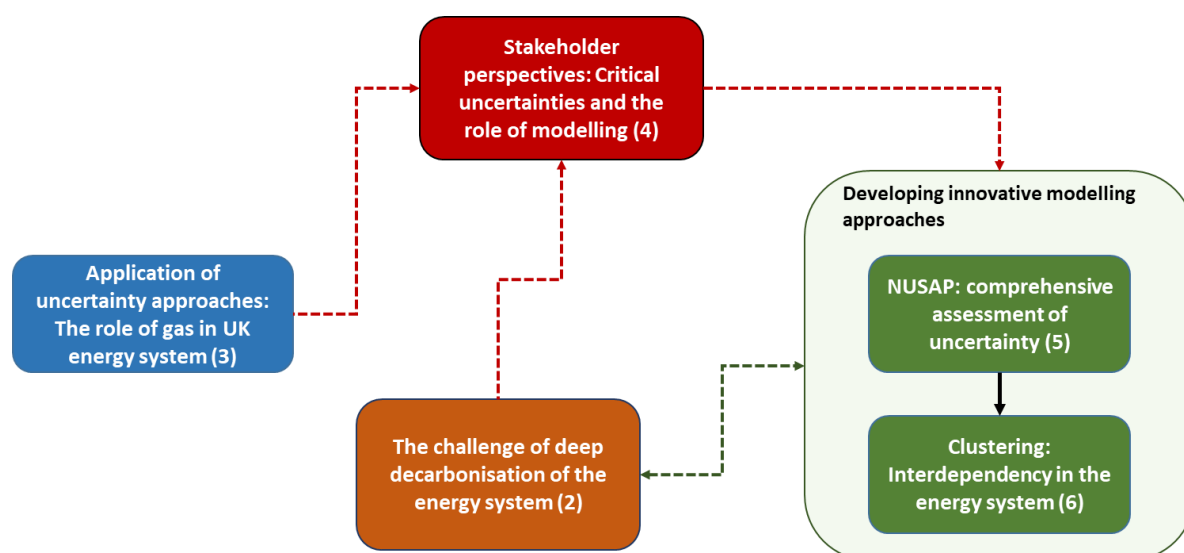 Stakeholder
perspectives: Critical
uncertainties and the
role of modelling (4)
Developing innovative modelling
approaches
Application of
uncertainty approaches:
The role of gas in UK
energy system (3)
NUSAP: comprehensive
assessment of
uncertainty (5)
The challenge of deep
decarbonisation of the
energy system (2)
Clustering:
Interdependency in the
energy system (6)